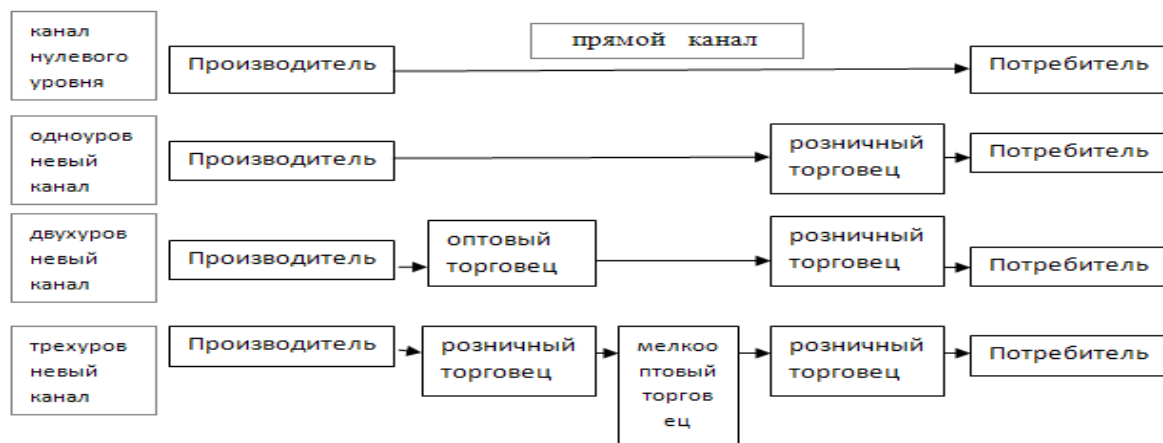 канал
нулевого
уровня
прямой канал
Производитель
Потребитель
одноуров
невый
канал
Производитель
розничный
торговец
Потребитель
двухуров
невый
канал
Производитель
оптовый
торговец
розничный
торговец
Потребитель
трехуров
невый
канал
Производитель
розничный
торговец
мелкоо
птовый
торгов
ец
розничный
торговец
Потребитель